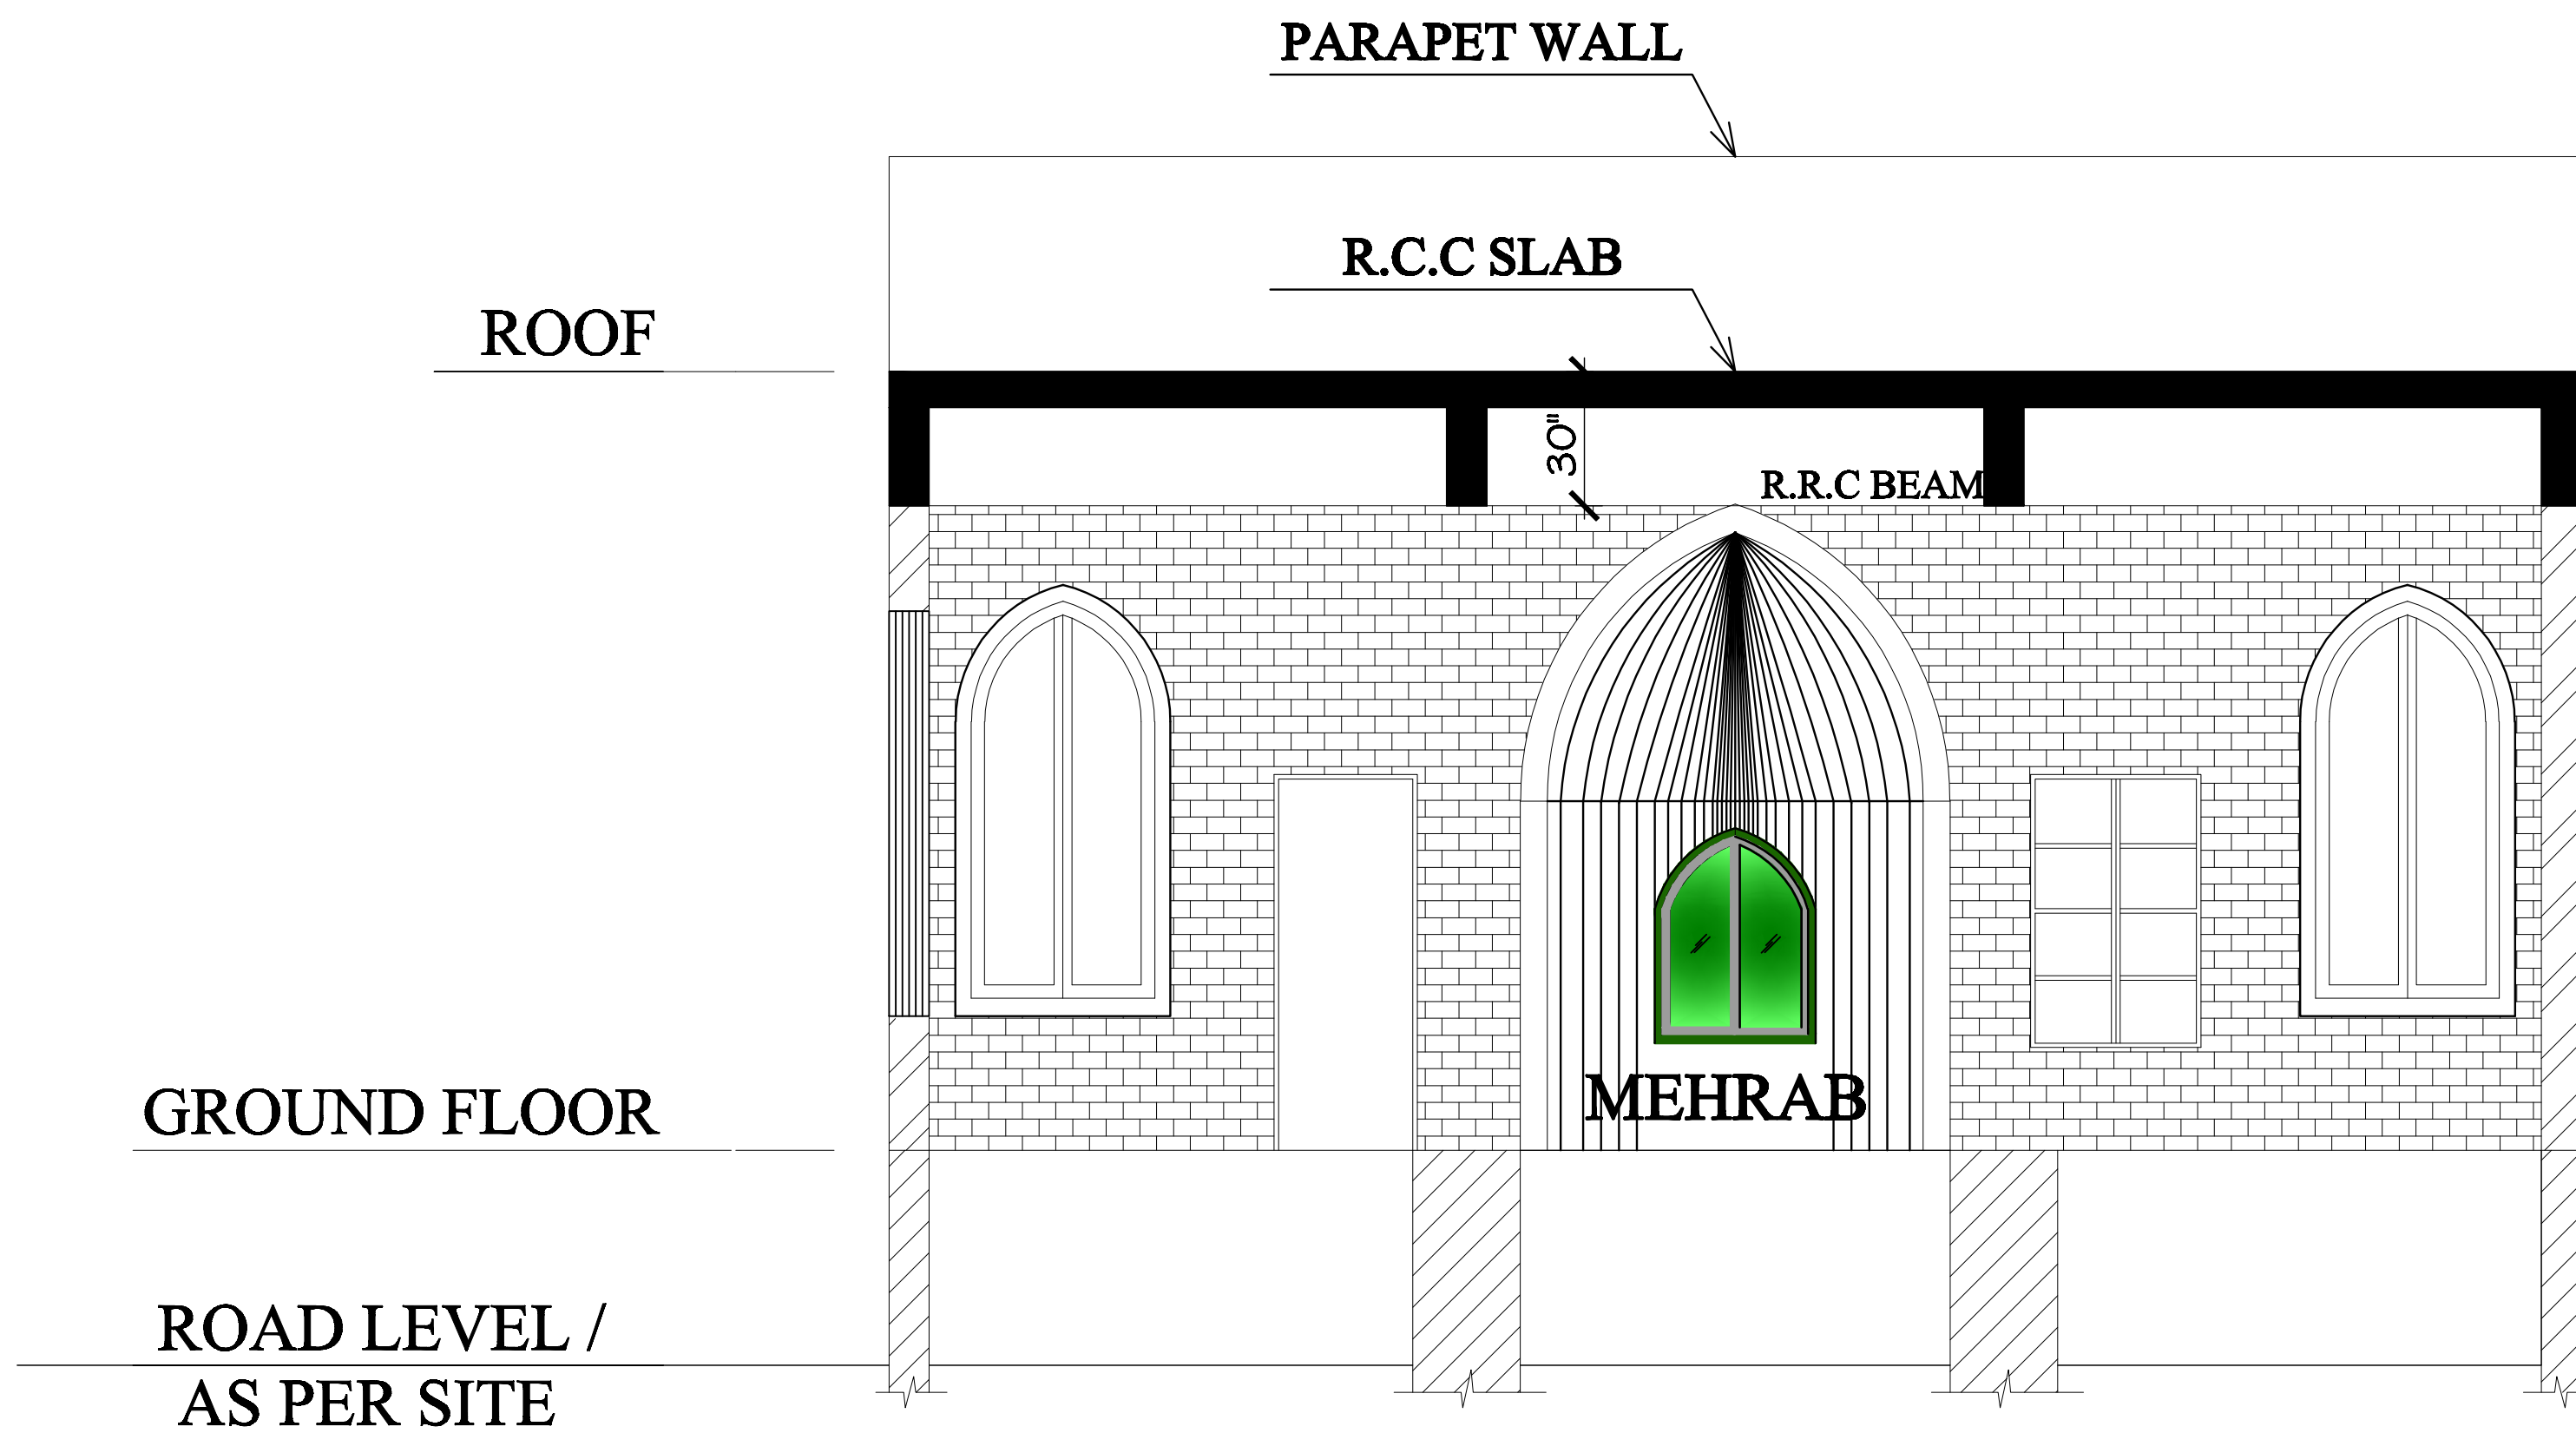 PARAPET WALL
R.C.C SLAB
ROOF
30"
R.R.C BEAM
MEHRAB
GROUND FLOOR
ROAD LEVEL /
AS PER SITE